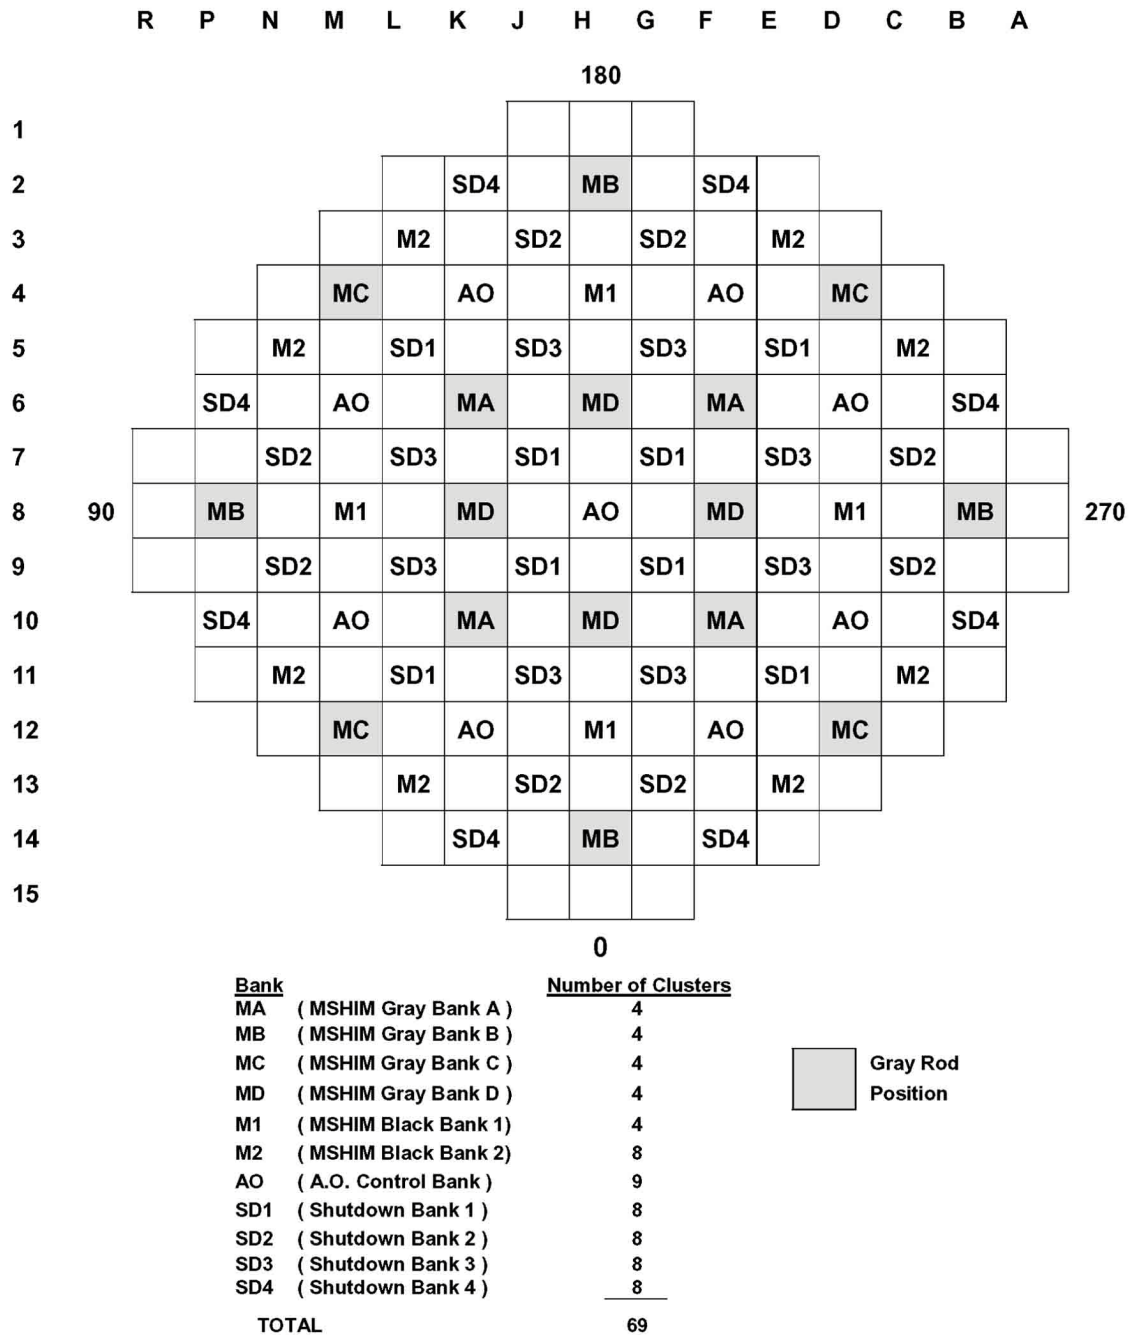 R P N M L K J H G F E D C B A
180
1
2 SD4 MB SD4
3 M2 SD2 SD2 M2
4 MC AO M1 AO MC
5 M2 SD1 SD3 SD3 SD1 M2
6 SD4 AO MA MD MA AO SD4
7 SD2 SD3 SD1 SD1 SD3 SD2
8 90 MB M1 MD AO MD M1 MB 270
9 SD2 SD3 SD1 SD1 SD3 SD2
10 SD4 AO MA MD MA AO SD4
11 M2 SD1 SD3 SD3 SD1 M2
12 MC AO M1 AO MC
13 M2 SD2 SD2 M2
14 SD4 MB SD4
15
0
Bank Number of Clusters
MA ( MSHIM Gray Bank A ) 4
MB ( MSHIM Gray Bank B ) 4
MC ( MSHIM Gray Bank C ) 4
MD ( MSHIM Gray Bank D ) 4
M1 ( MSHIM Black Bank 1) 4
M2 ( MSHIM Black Bank 2) 8
AO ( A.O. Control Bank ) 9
SD1 ( Shutdown Bank 1 ) 8
SD2 ( Shutdown Bank 2 ) 8
SD3 ( Shutdown Bank 3 ) 8
SD4 ( Shutdown Bank 4 ) 8
TOTAL 69
Gray Rod
Position